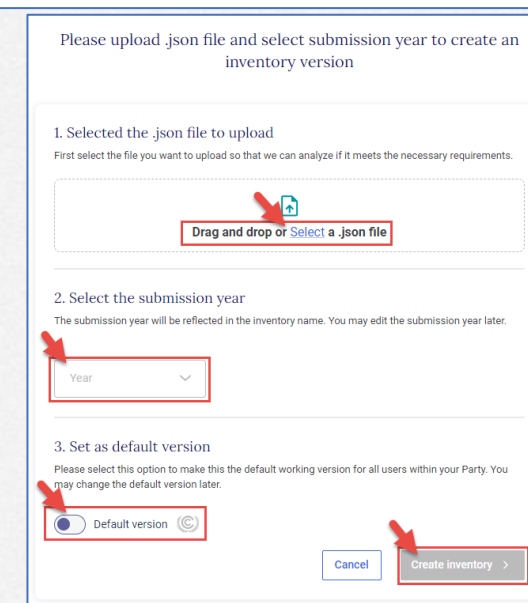 Please upload .json file and select submission year to create an
inventory version
1. Selected the .json file to upload
First select the file you want to upload so that we can analyze if it meets the necessary requirements.
Drag and drop or Select a .json file
2. Select the submission year
The submission year will be reflected in the inventory name. You may edit the submission year later.
Year
3. Set as default version
Please select this option to make this the default working version for all users within your Party. You
may change the default version later.
Default version
Cancel
Create inventory >